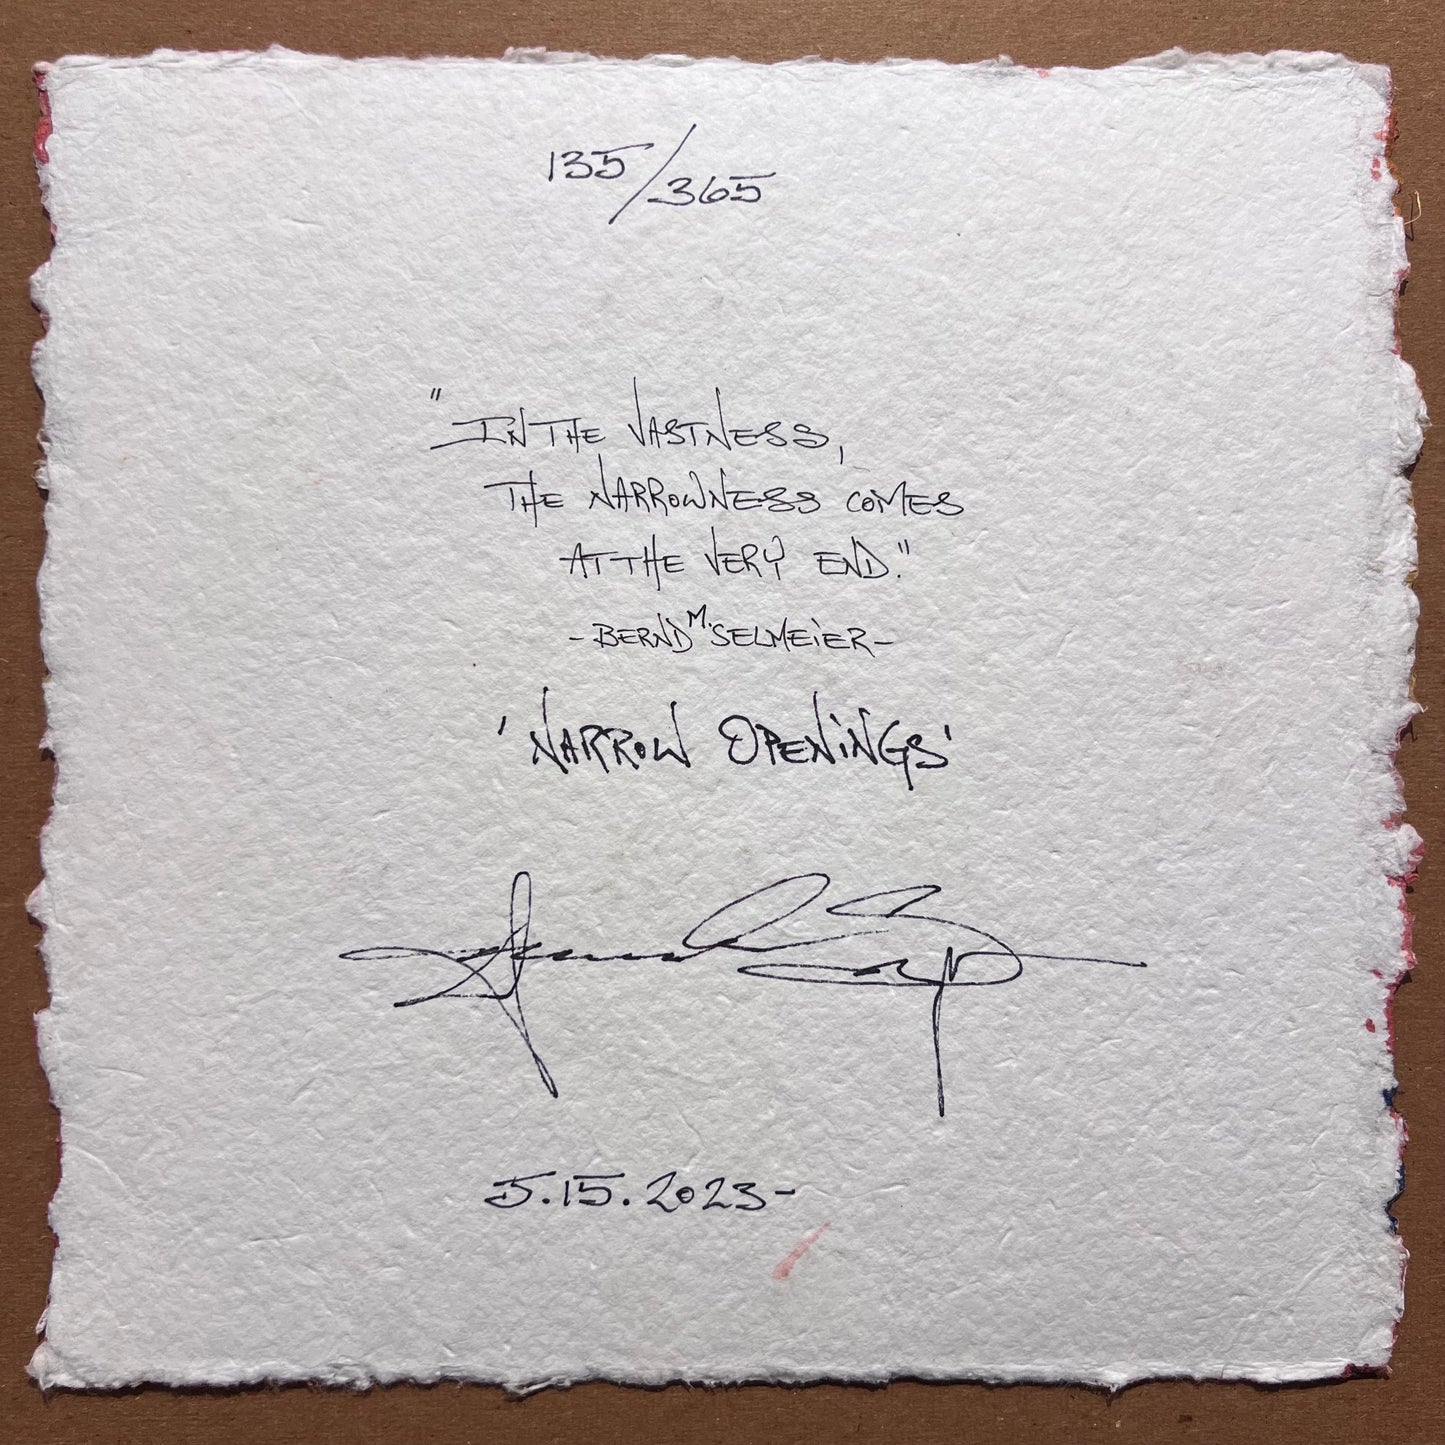 135/365
"IN THE VASTNESS,
THE NARROWNESS COMES
AT THE VERY END."
-BERND M. SELMEIER-
'NARROW OPENINGS'
5.15.2023-